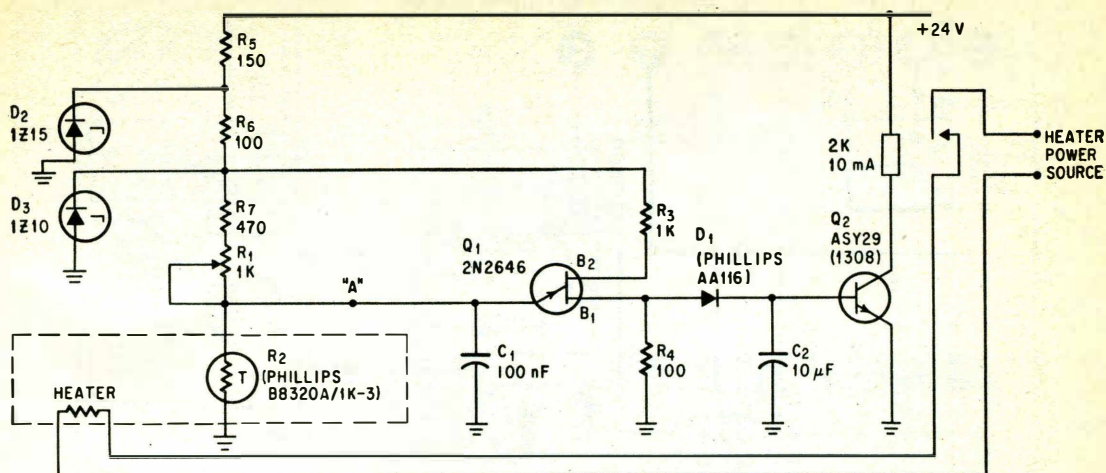 +24 V
R5
150
D2
1Z15
R6
100
D3
1Z10
R7
470
R1
1K
R3
1K
Q1
2N2646
B2
B1
"A"
D1
(PHILLIPS
AA116)
2K
10 mA
Q2
ASY29
(1308)
HEATER
POWER
SOURCE
R2
(PHILLIPS
B8320A/1K-3)
T
HEATER
C1
100 nF
R4
100
C2
10 µF